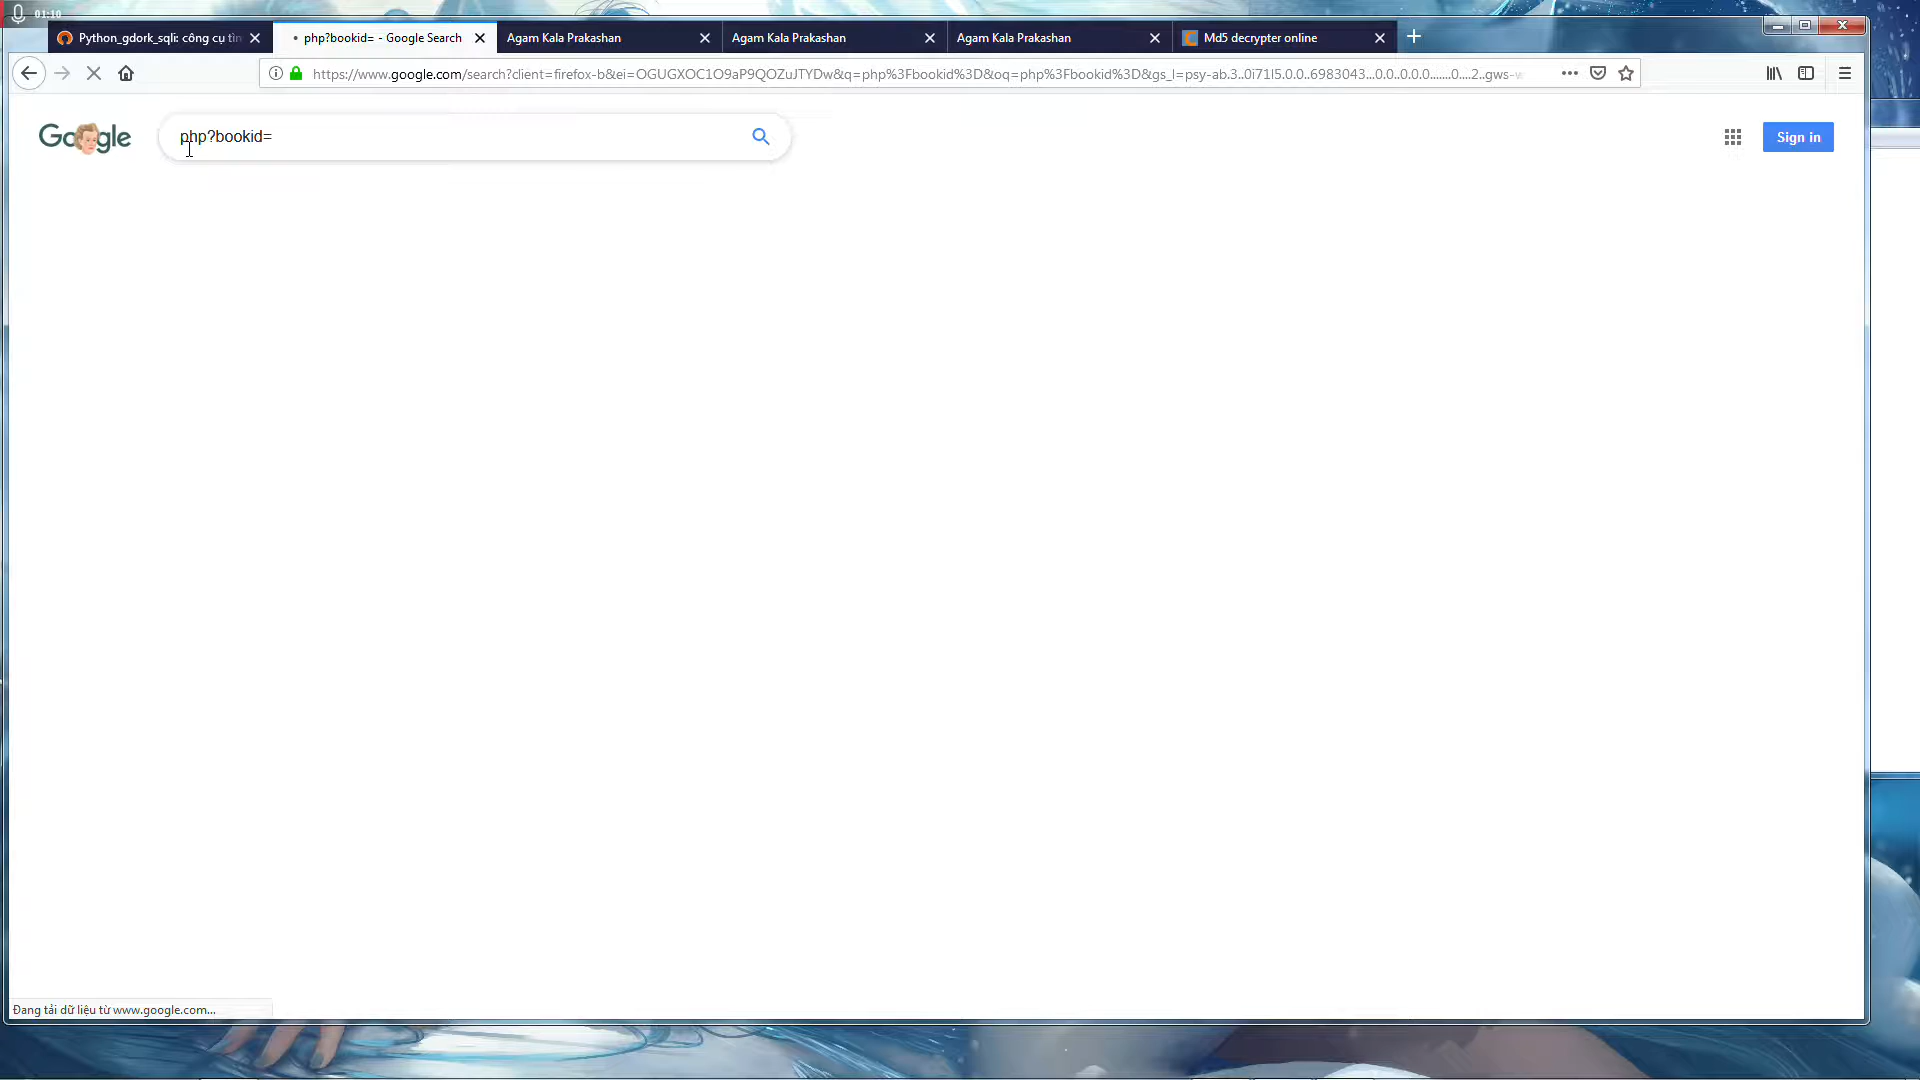 01:10
Python_gdork_sqli: công cụ tìn
php?bookid= - Google Search
Agam Kala Prakashan
Agam Kala Prakashan
Agam Kala Prakashan
Md5 decrypter online
https://www.google.com/search?client=firefox-b&ei=OGUGXOC1O9aP9QOZuJTYDw&q=php%3Fbookid%3D&oq=php%3Fbookid%3D&gs_l=psy-ab.3..0i71l5.0.0..6983043...0.0..0.0.0.......0....2..gws-w
Google
php?bookid=
Sign in
Đang tải dữ liệu từ www.google.com...